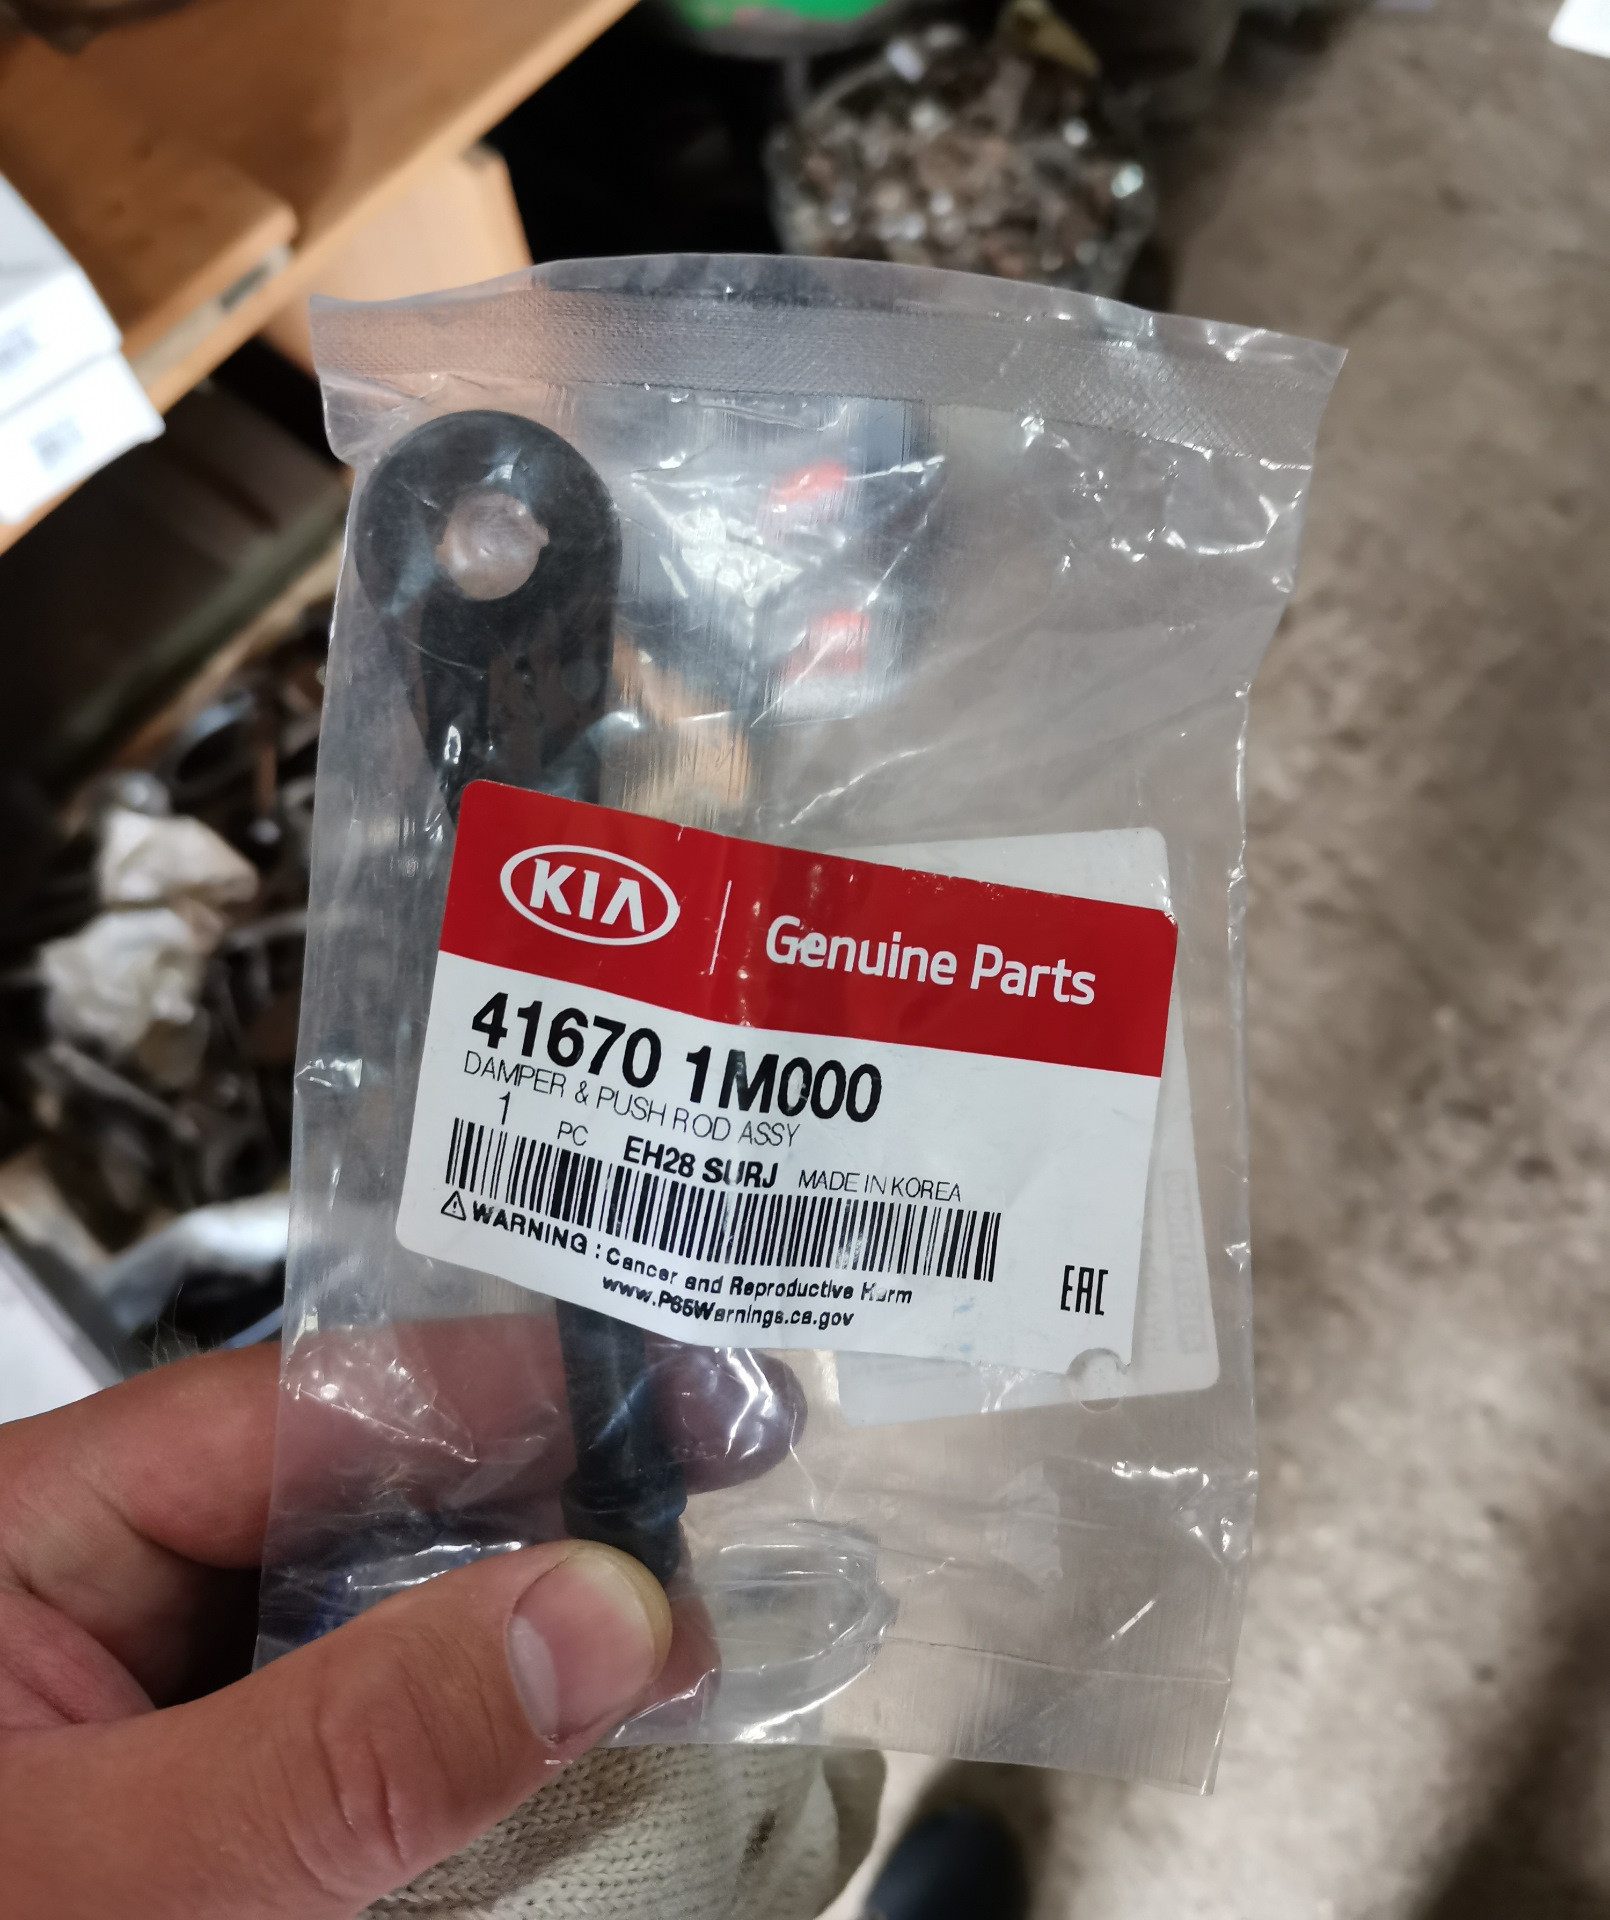 KIA Genuine Parts
41670 1M000
DAMPER & PUSH ROD ASSY
1 PC EH28 SURJ MADE IN KOREA
WARNING : Cancer and Reproductive Harm
www.P65Warnings.ca.gov
EAC